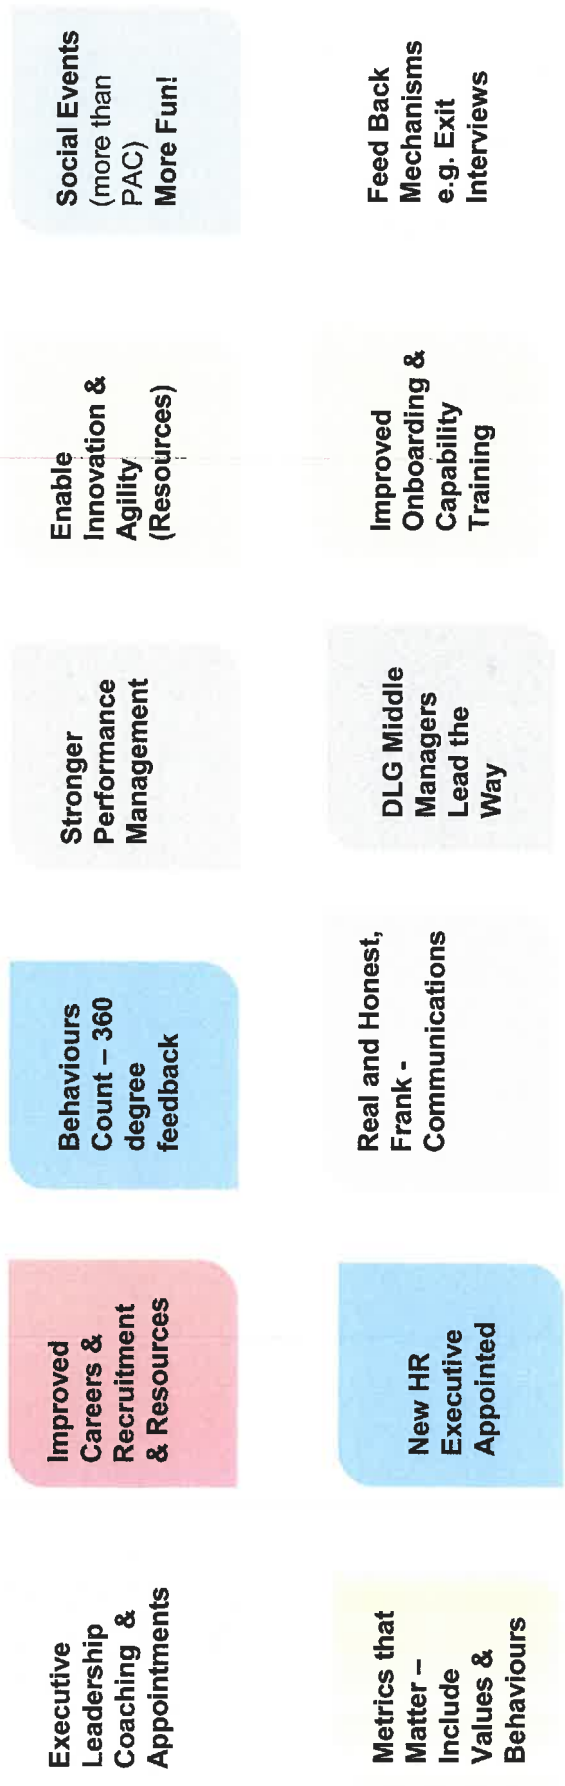 Executive
Leadership
Coaching &
Appointments
Improved
Careers &
Recruitment
& Resources
Behaviours
Count – 360
degree
feedback
Stronger
Performance
Management
Enable
Innovation &
Agility
(Resources)
Social Events
(more than
PAC)
More Fun!
Metrics that
Matter –
Include
Values &
Behaviours
New HR
Executive
Appointed
Real and Honest,
Frank -
Communications
DLG Middle
Managers
Lead the
Way
Improved
Onboarding &
Capability
Training
Feed Back
Mechanisms
e.g. Exit
Interviews